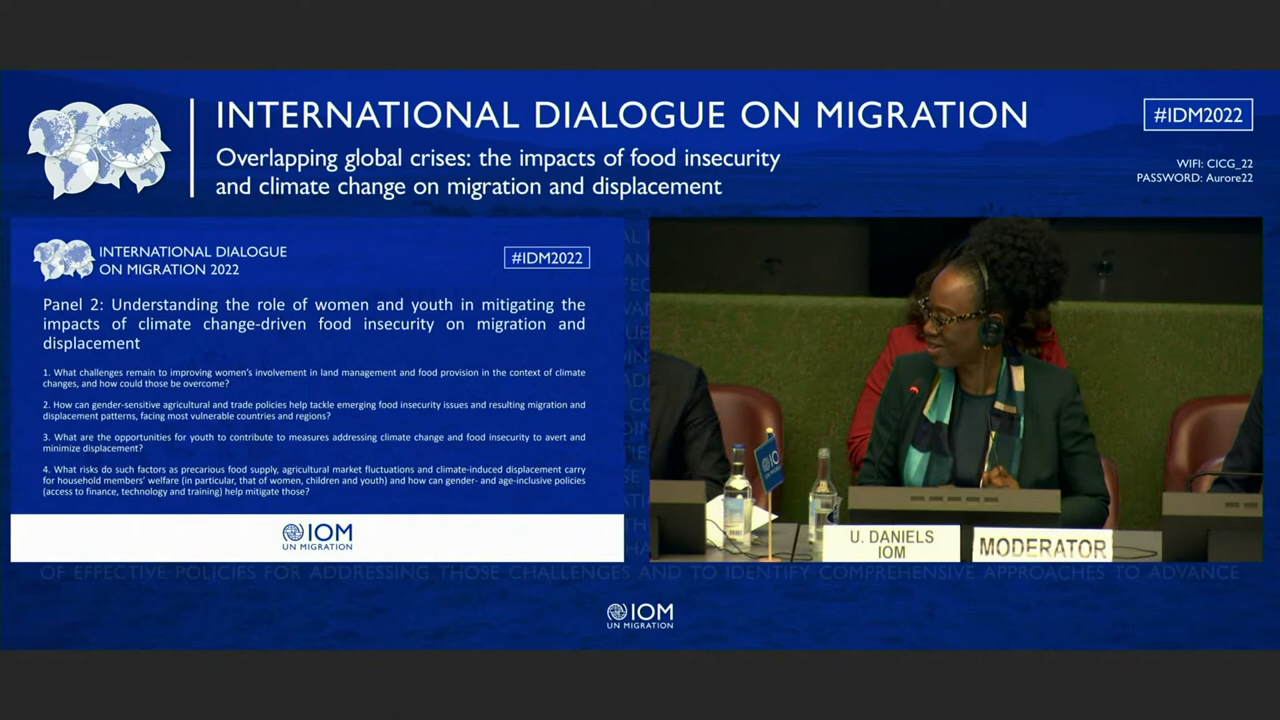 INTERNATIONAL DIALOGUE ON MIGRATION
Overlapping global crises: the impacts of food insecurity
and climate change on migration and displacement
#IDM2022
WIFI: CICG_22
PASSWORD: Aurore22
INTERNATIONAL DIALOGUE
ON MIGRATION 2022
#IDM2022
Panel 2: Understanding the role of women and youth in mitigating the
impacts of climate change-driven food insecurity on migration and
displacement
1. What challenges remain to improving women's involvement in land management and food provision in the context of climate
changes, and how could those be overcome?
2. How can gender-sensitive agricultural and trade policies help tackle emerging food insecurity issues and resulting migration and
displacement patterns, facing most vulnerable countries and regions?
3. What are the opportunities for youth to contribute to measures addressing climate change and food insecurity to avert and
minimize displacement?
4. What risks do such factors as precarious food supply, agricultural market fluctuations and climate-induced displacement carry
for household members' welfare (in particular, that of women, children and youth) and how can gender- and age-inclusive policies
(access to finance, technology and training) help mitigate those?
IOM
UN MIGRATION
U. DANIELS
IOM
MODERATOR
OF EFFECTIVE POLICIES FOR ADDRESSING THOSE CHALLENGES AND TO IDENTIFY COMPREHENSIVE APPROACHES TO ADVANCE
IOM
UN MIGRATION